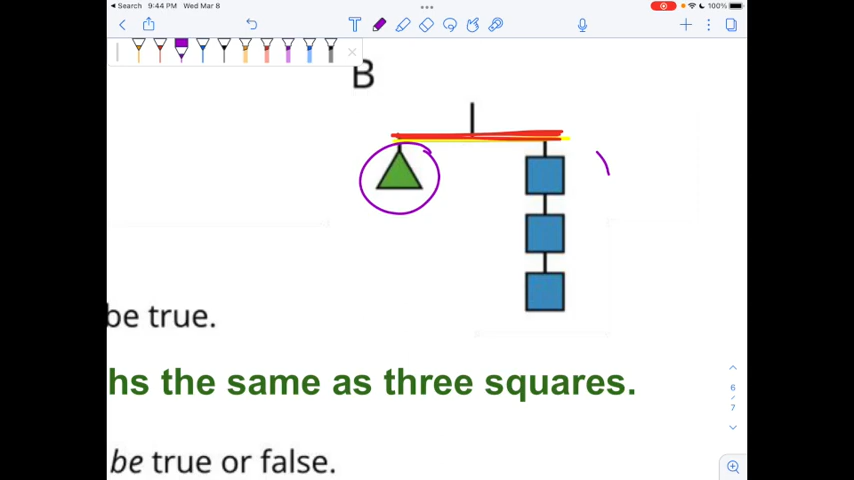 Search 9:44 PM Wed Mar 8
100%
T
B
be true.
hs the same as three squares.
be true or false.
6
7